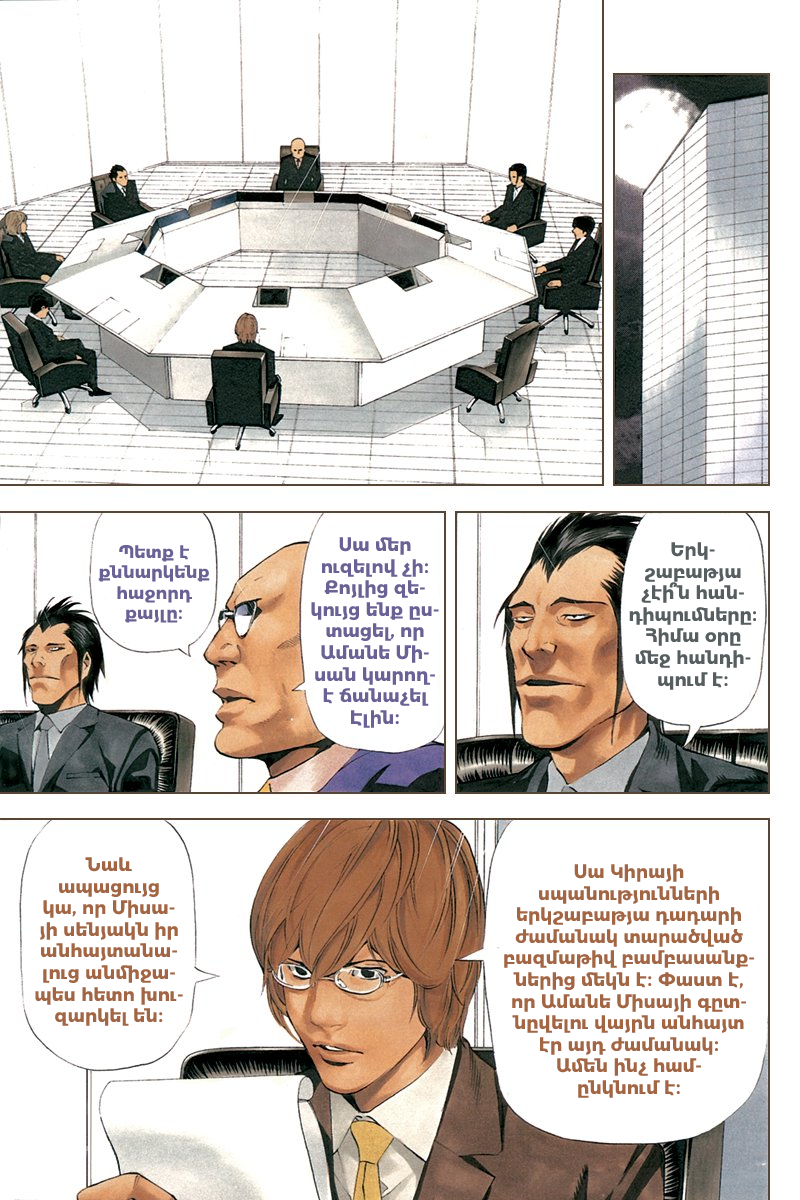 Երկ-
շաբաթյա
չէի՞ն հան-
դիպումները:
Հիմա օրը
մեջ հանդի-
պում է:
Սա մեր
ուզելով չի:
Քոյլից զե-
կույց ենք ըս-
տացել, որ
Ամանե Մի-
սան կարող-
է ճանաչել
Էլին:
Պետք է
քննարկենք
հաջորդ
քայլը:
Սա Կիրայի
սպանությունների
երկշաբաթյա դադարի
ժամանակ տարածված
բազմաթիվ բամբասանք-
ներից մեկն է: Փաստ է,
որ Ամանե Միսայի գըտ-
նըվելու վայրն անհայտ
էր այդ ժամանակ:
Ամեն ինչ համ-
ընկնում է:
Նաև
ապացույց
կա, որ Միսա-
յի սենյակն իր
անհայտանա-
լուց անմիջա-
պես հետո խու-
զարկել են: